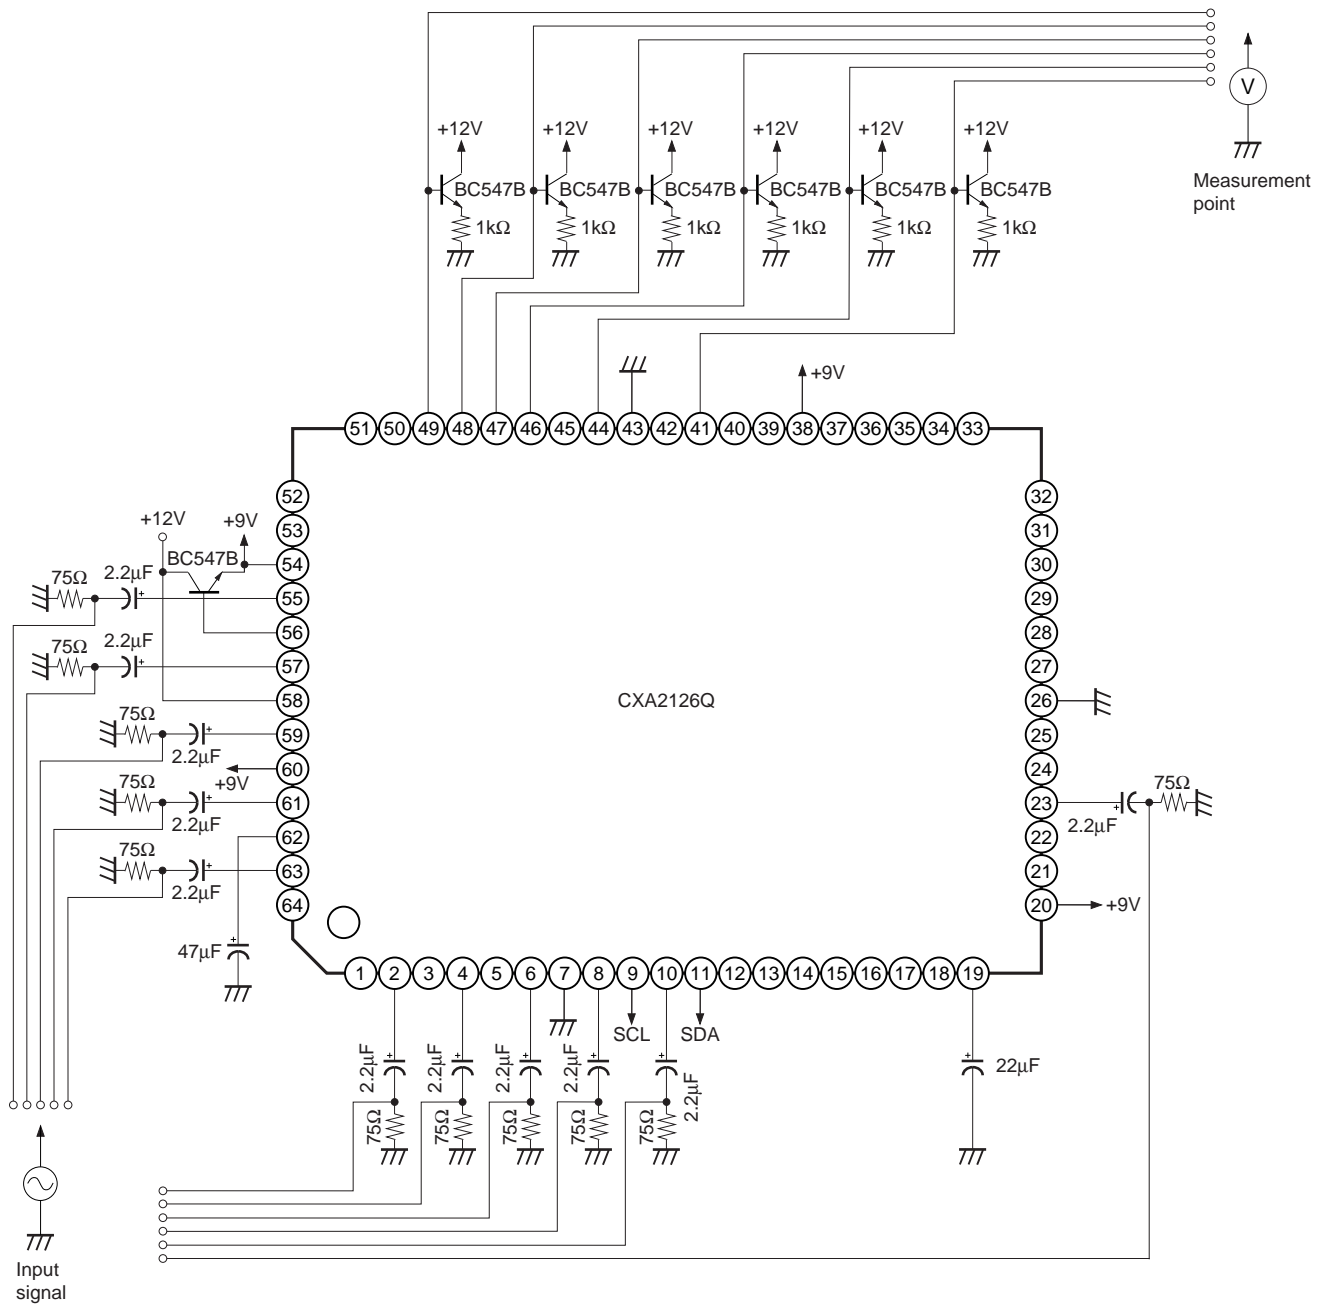 +12V +12V +12V +12V +12V +12V
V
BC547B BC547B BC547B BC547B BC547B BC547B
Measurement
point
1kΩ 1kΩ 1kΩ 1kΩ 1kΩ 1kΩ
+9V
51 50 49 48 47 46 45 44 43 42 41 40 39 38 37 36 35 34 33
52 32
+12V +9V
53 31
BC547B
54 30
75Ω 2.2μF
55 29
56 28
75Ω 2.2μF
57 27
58 CXA2126Q 26
75Ω
59 25
2.2μF
60 24
+9V
75Ω
61 23 75Ω
2.2μF 2.2μF
62 22
75Ω
63 21
2.2μF
64 20 +9V
47μF
1 2 3 4 5 6 7 8 9 10 11 12 13 14 15 16 17 18 19
SCL SDA
2.2μF 2.2μF 2.2μF 2.2μF 2.2μF 22μF
75Ω 75Ω 75Ω 75Ω 75Ω
Input
signal